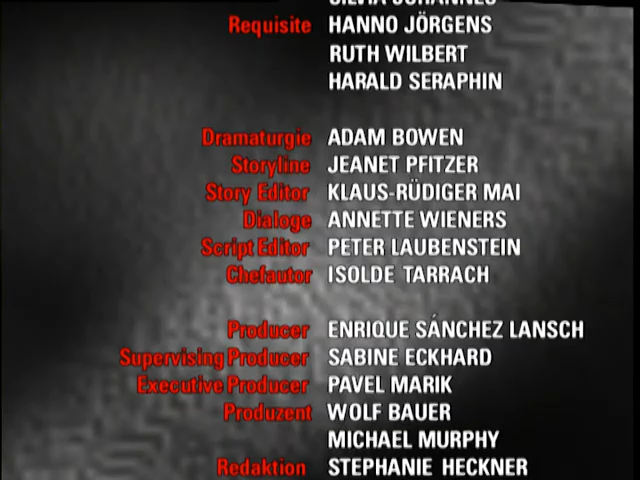 SILVIA JOHANNES
Requisite HANNO JÖRGENS
RUTH WILBERT
HARALD SERAPHIN
Dramaturgie ADAM BOWEN
Storyline JEANET PFITZER
Story Editor KLAUS-RÜDIGER MAI
Dialoge ANNETTE WIENERS
Script Editor PETER LAUBENSTEIN
Chefautor ISOLDE TARRACH
Producer ENRIQUE SÁNCHEZ LANSCH
Supervising Producer SABINE ECKHARD
Executive Producer PAVEL MARIK
Produzent WOLF BAUER
MICHAEL MURPHY
Redaktion STEPHANIE HECKNER